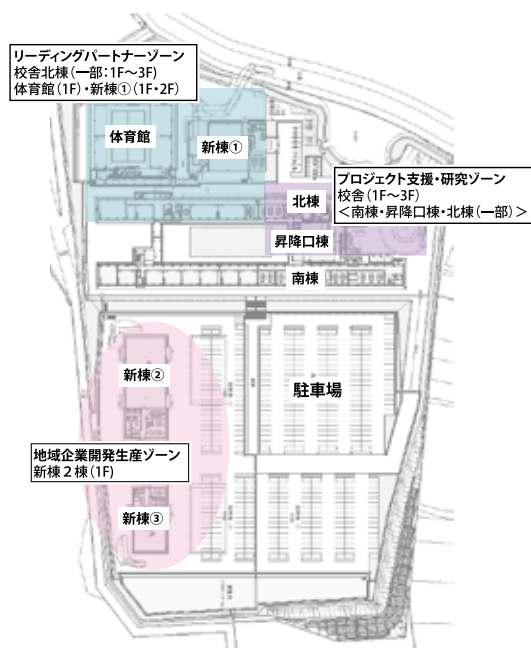 リーディングパートナーゾーン
校舎北棟(一部：1F～3F)
体育館(1F)・新棟①(1F・2F)
体育館
新棟①
プロジェクト支援・研究ゾーン
校舎(1F～3F)
＜南棟・昇降口棟・北棟(一部)＞
北棟
昇降口棟
南棟
新棟②
駐車場
地域企業開発生産ゾーン
新棟２棟(1F)
新棟③